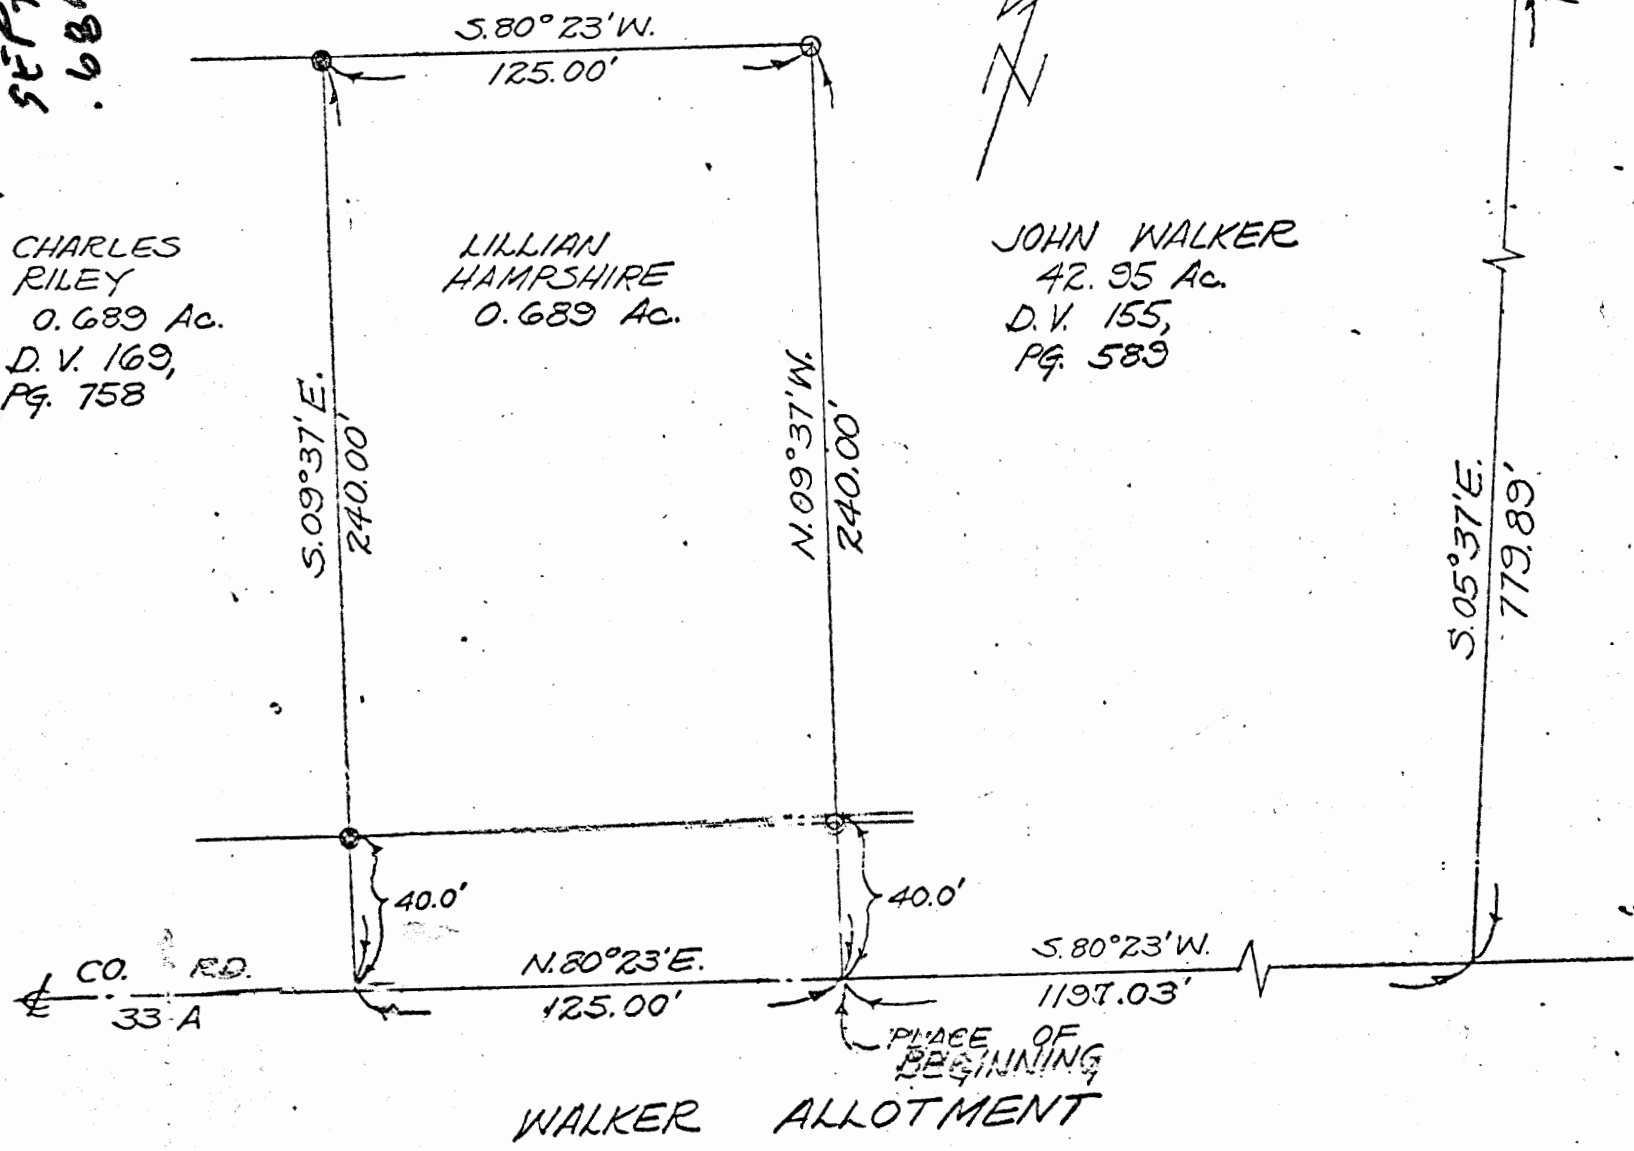 S.80°23'W.
125.00'
CHARLES
RILEY
0.689 Ac.
D.V. 169,
PG. 758
LILLIAN
HAMPSHIRE
0.689 Ac.
JOHN WALKER
42.95 Ac.
D.V. 155,
PG. 589
S.09°37'E.
240.00'
N.09°37'W.
240.00'
S.05°37'E.
779.89'
40.0'
40.0'
CO. RD.
33-A
N.80°23'E.
125.00'
S.80°23'W.
1197.03'
PLACE OF
BEGINNING
WALKER ALLOTMENT